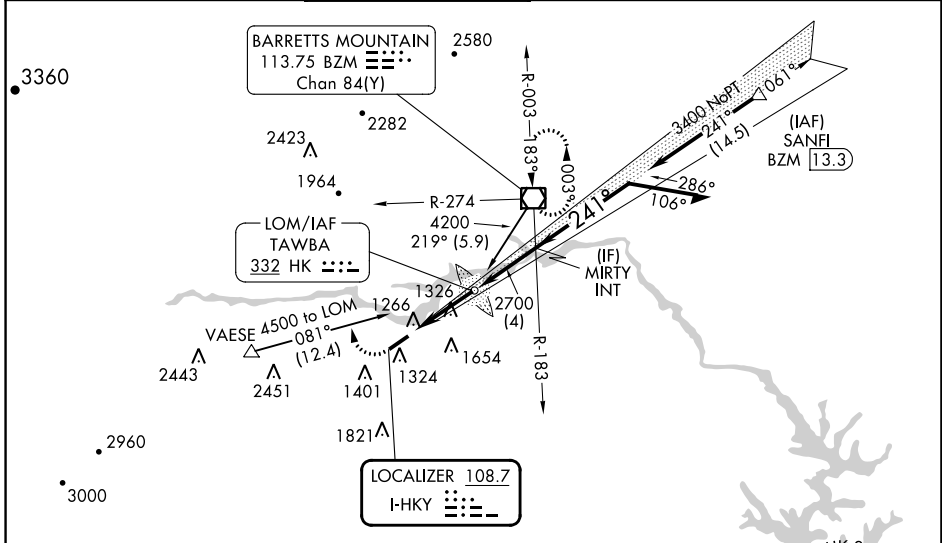 BARRETTS MOUNTAIN
113.75 BZM
Chan 84(Y)
2580
3360
2282
2423
1964
R-003
183°
003°
R-274
4200
219° (5.9)
3400 NoPT
241°
(14.5)
061°
(IAF)
SANFI
BZM 13.3
286°
106°
241°
(IF)
MIRTY
INT
LOM/IAF
TAWBA
332 HK
1326
1266
2700
(4)
VAESE 4500 to LOM
081°
(12.4)
R-183
1654
2443
2451
1401
1324
1821
2960
3000
LOCALIZER 108.7
I-HKY